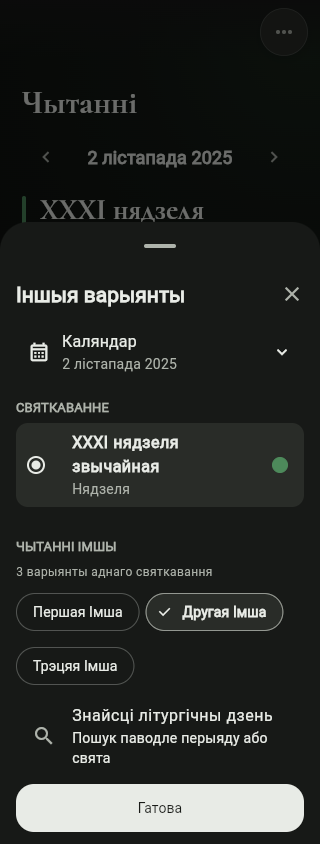 Чытанні
2 лістапада 2025
XXXI нядзеля
Іншыя варыянты
Каляндар
2 лістапада 2025
СВЯТКАВАННЕ
XXXI нядзеля
звычайная
Нядзеля
ЧЫТАННІ ІМШЫ
3 варыянты аднаго святкавання
Першая Імша
Другая Імша
Трэцяя Імша
Знайсці літургічны дзень
Пошук паводле перыяду або
свята
Гатова